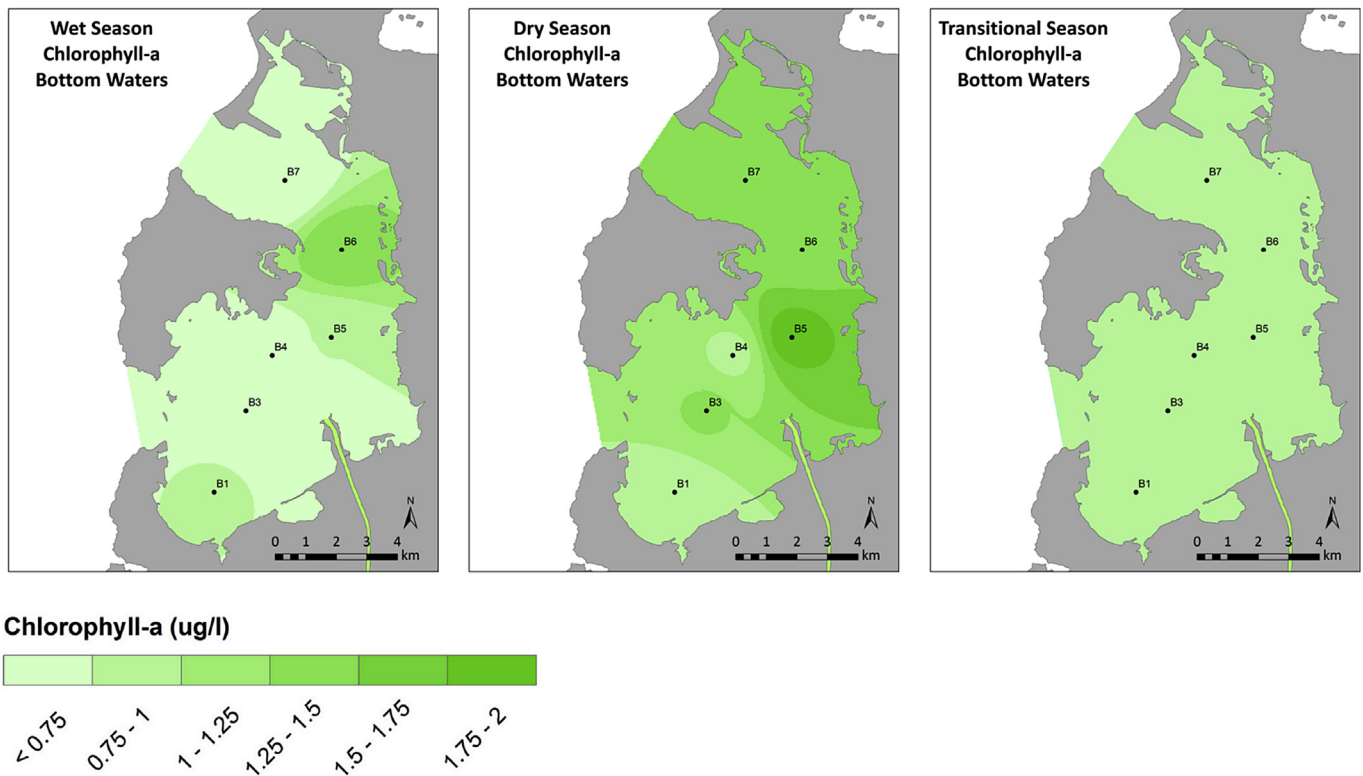 Wet Season
Chlorophyll-a
Bottom Waters
B7
B6
B5
B4
B3
B1
N
0 1 2 3 4
km
Dry Season
Chlorophyll-a
Bottom Waters
B7
B6
B5
B4
B3
B1
N
0 1 2 3 4
km
Transitional Season
Chlorophyll-a
Bottom Waters
B7
B6
B5
B4
B3
B1
N
0 1 2 3 4
km
Chlorophyll-a (ug/l)
< 0.75
0.75 - 1
1 - 1.25
1.25 - 1.5
1.5 - 1.75
1.75 - 2